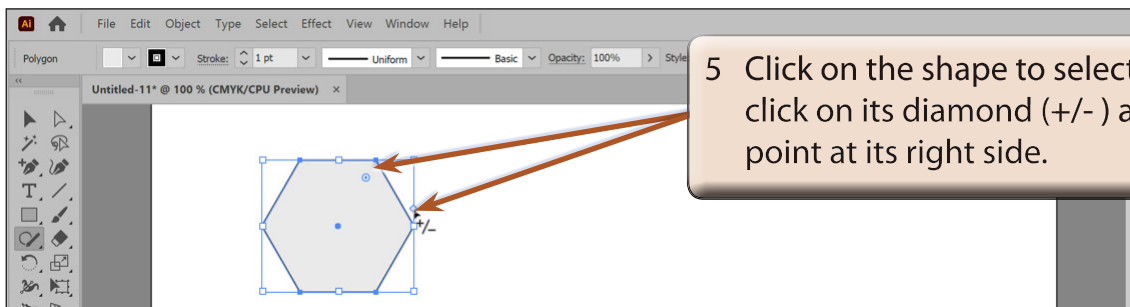 Ai File Edit Object Type Select Effect View Window Help
Polygon Stroke: 1 pt Uniform Basic Opacity: 100% Style
Untitled-11* @ 100 % (CMYK/CPU Preview) ×
5 Click on the shape to select
click on its diamond (+/- ) a
point at its right side.
+/-